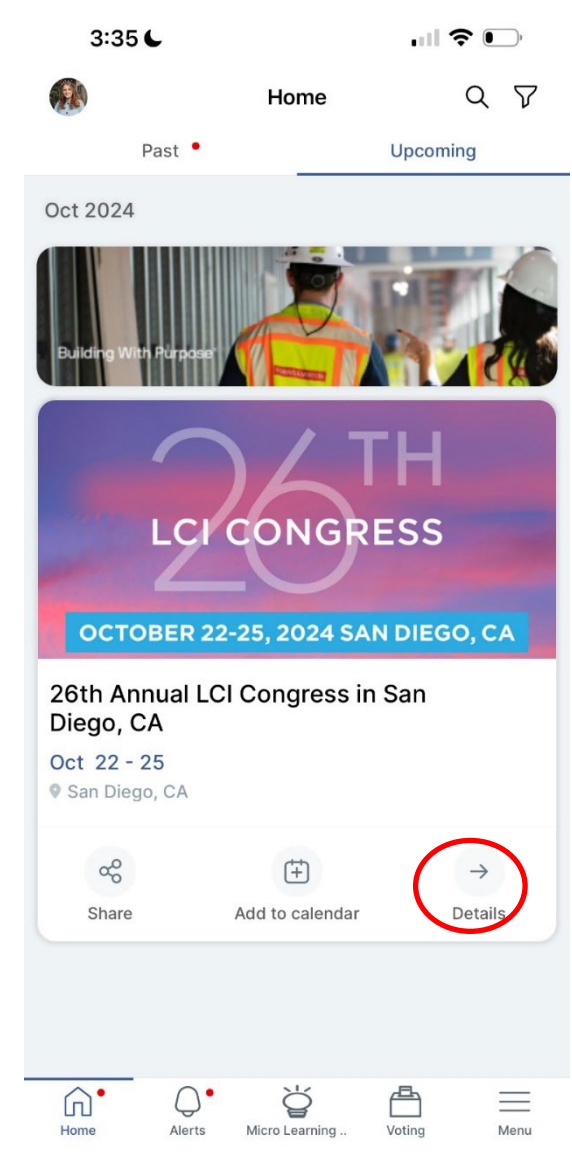 3:35
Home
Past
Upcoming
Oct 2024
Building With Purpose
26TH
LCI CONGRESS
OCTOBER 22-25, 2024 SAN DIEGO, CA
26th Annual LCI Congress in San
Diego, CA
Oct 22 - 25
San Diego, CA
Share
Add to calendar
Details
Home
Alerts
Micro Learning ..
Voting
Menu